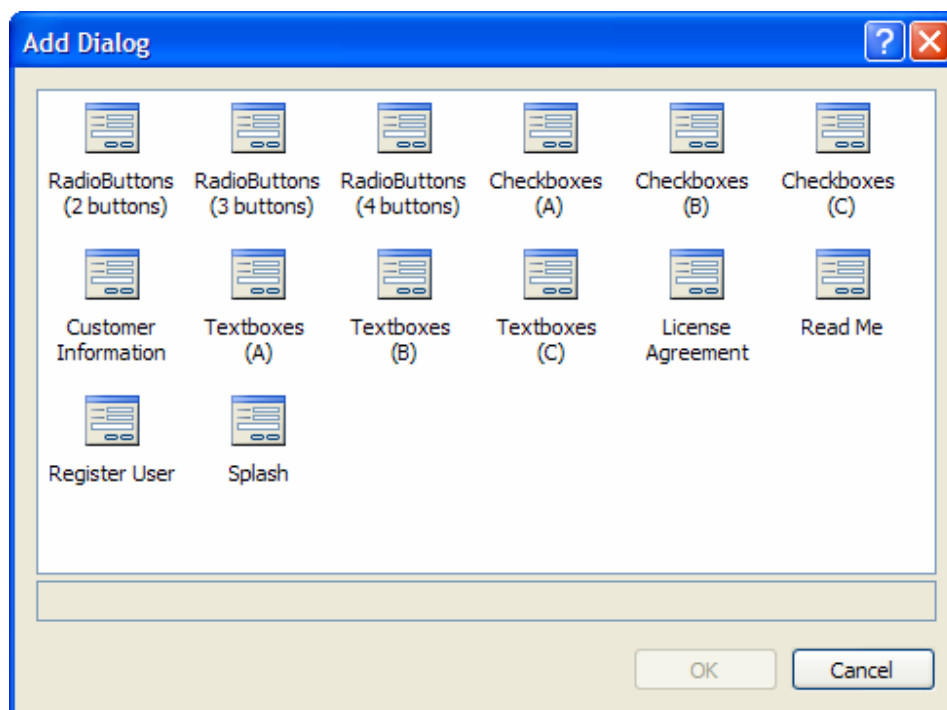 Add Dialog
?
RadioButtons
(2 buttons)
RadioButtons
(3 buttons)
RadioButtons
(4 buttons)
Checkboxes
(A)
Checkboxes
(B)
Checkboxes
(C)
Customer
Information
Textboxes
(A)
Textboxes
(B)
Textboxes
(C)
License
Agreement
Read Me
Register User
Splash
OK
Cancel